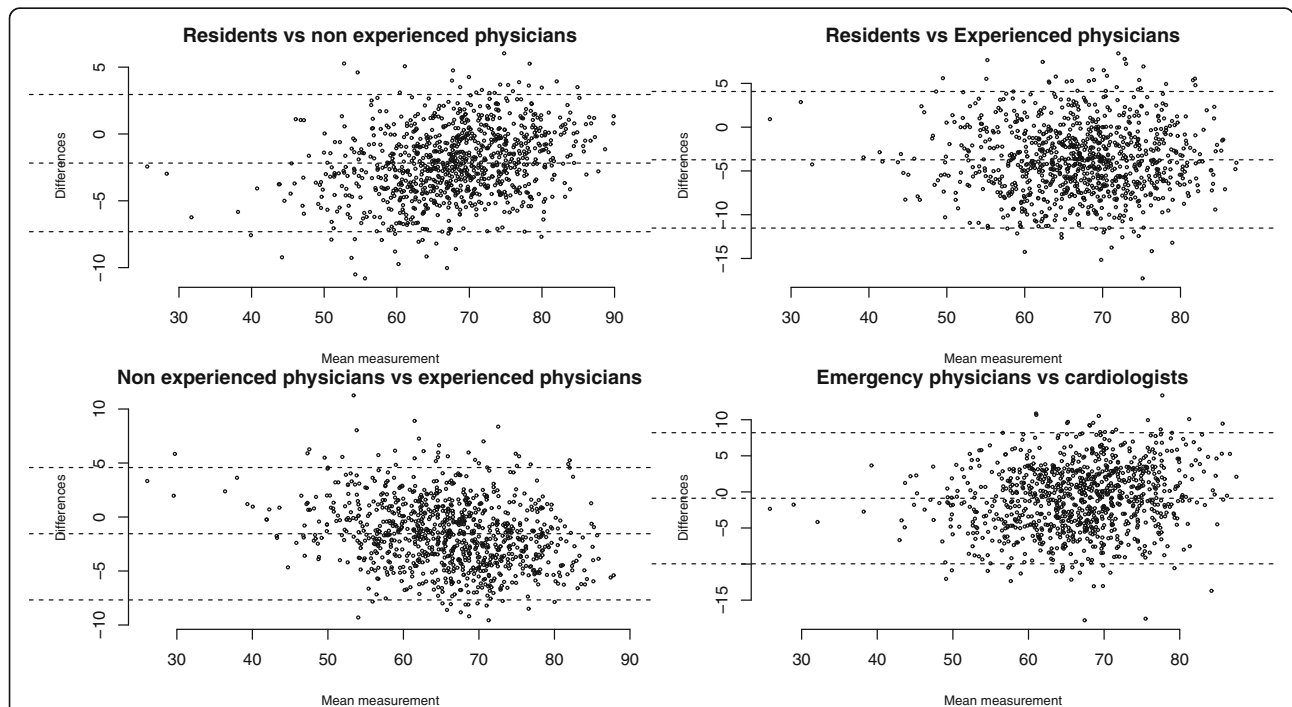 Residents vs non experienced physicians
Differences
5
0
−5
−10
30 40 50 60 70 80 90
Mean measurement
Residents vs Experienced physicians
Differences
5
0
−5
−10
−15
30 40 50 60 70 80
Mean measurement
Non experienced physicians vs experienced physicians
Differences
10
5
0
−5
−10
30 40 50 60 70 80 90
Mean measurement
Emergency physicians vs cardiologists
Differences
10
5
0
−5
−15
30 40 50 60 70 80
Mean measurement